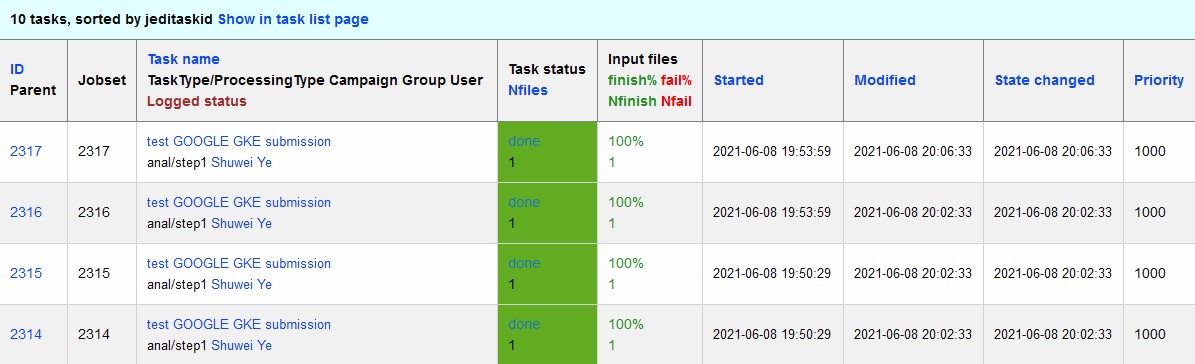 10 tasks, sorted by jeditaskid Show in task list page
ID
Parent
Jobset
Task name
TaskType/ProcessingType Campaign Group User
Logged status
Task status
Nfiles
Input files
finish% fail%
Nfinish Nfail
Started
Modified
State changed
Priority
2317
2317
test GOOGLE GKE submission
anal/step1 Shuwei Ye
done
1
100%
1
2021-06-08 19:53:59
2021-06-08 20:06:33
2021-06-08 20:06:33
1000
2316
2316
test GOOGLE GKE submission
anal/step1 Shuwei Ye
done
1
100%
1
2021-06-08 19:53:59
2021-06-08 20:02:33
2021-06-08 20:02:33
1000
2315
2315
test GOOGLE GKE submission
anal/step1 Shuwei Ye
done
1
100%
1
2021-06-08 19:50:29
2021-06-08 20:02:33
2021-06-08 20:02:33
1000
2314
2314
test GOOGLE GKE submission
anal/step1 Shuwei Ye
done
1
100%
1
2021-06-08 19:50:29
2021-06-08 20:02:33
2021-06-08 20:02:33
1000